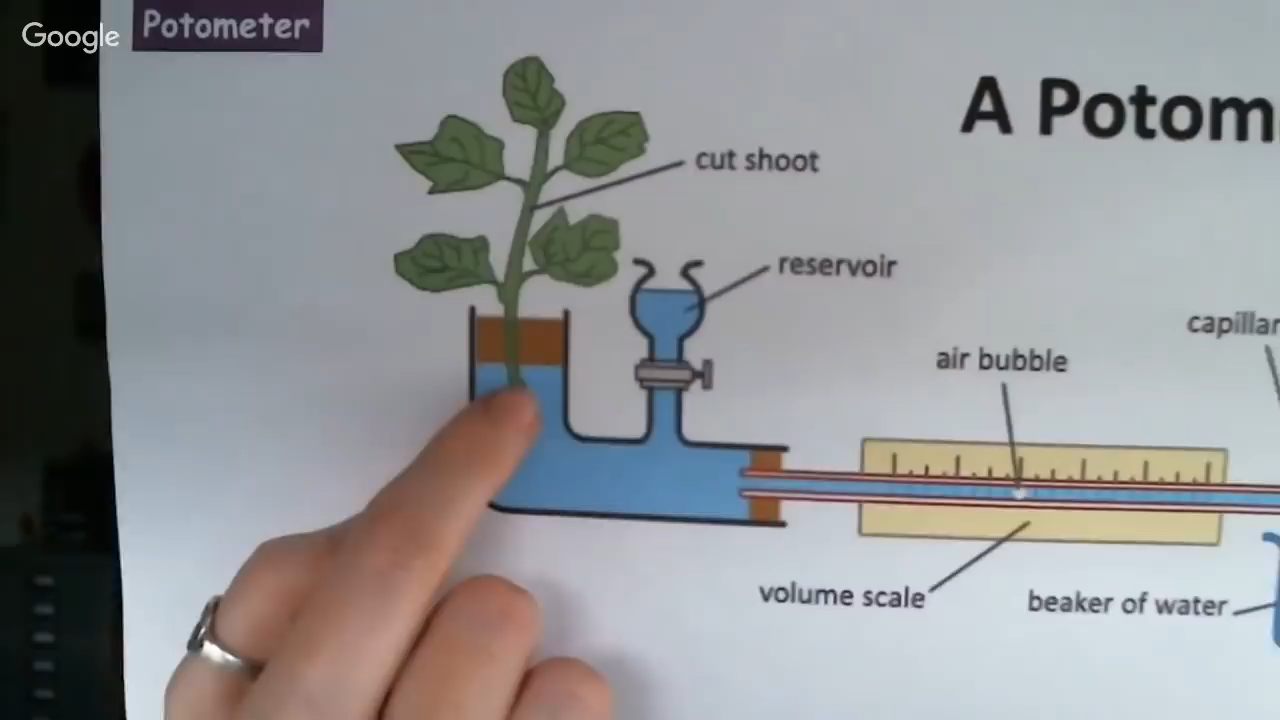 Google
Potometer
A Potom
cut shoot
reservoir
capillar
air bubble
volume scale
beaker of water